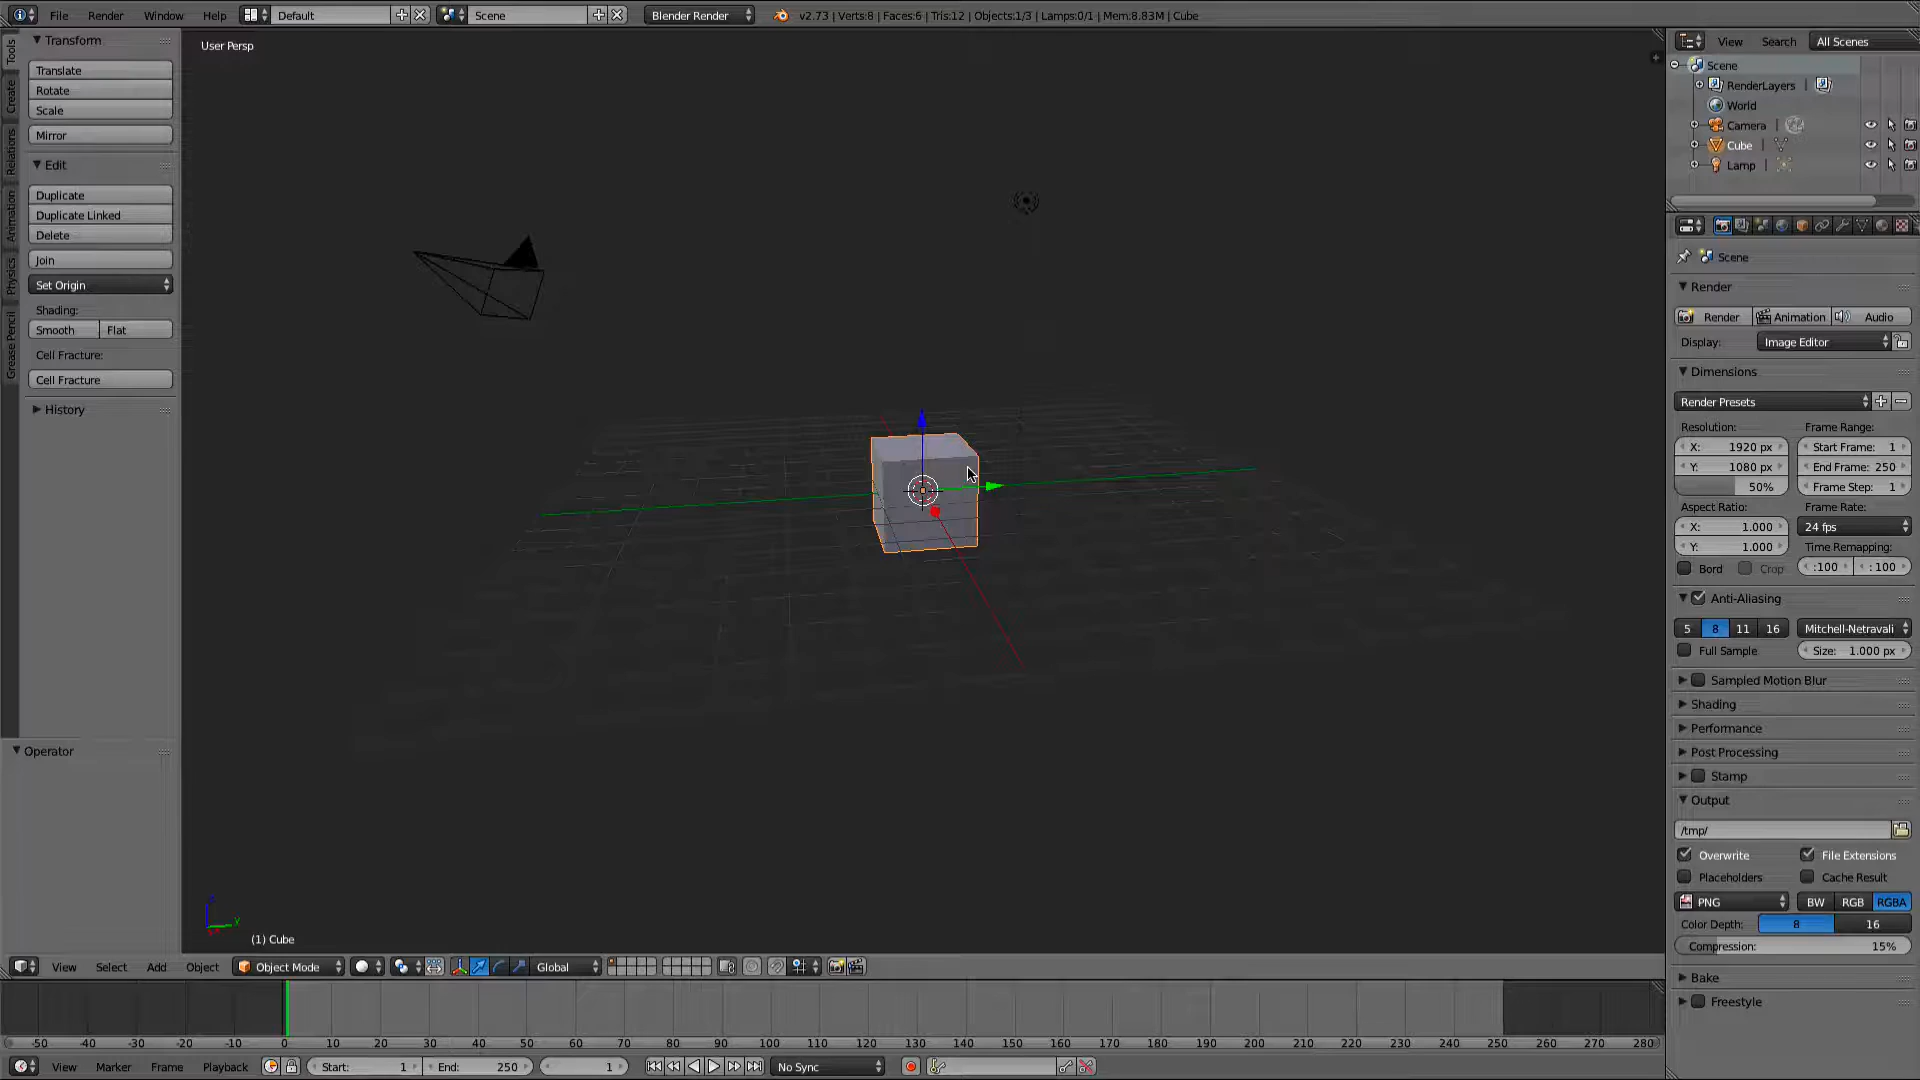 File Render Window Help Default Scene Blender Render v2.73 | Verts:8 | Faces:6 | Tris:12 | Objects:1/3 | Lamps:0/1 | Mem:8.83M | Cube
Tools
Create
Relations
Animation
Physics
Grease Pencil
Transform
Translate
Rotate
Scale
Mirror
Edit
Duplicate
Duplicate Linked
Delete
Join
Set Origin
Shading:
Smooth Flat
Cell Fracture:
Cell Fracture
History
Operator
User Persp
(1) Cube
View Search All Scenes
Scene
RenderLayers |
World
Camera |
Cube |
Lamp |
Scene
Render
Render Animation Audio
Display: Image Editor
Dimensions
Render Presets
Resolution: Frame Range:
X: 1920 px Start Frame: 1
Y: 1080 px End Frame: 250
50% Frame Step: 1
Aspect Ratio: Frame Rate:
X: 1.000 24 fps
Y: 1.000 Time Remapping:
Bord Crop :100 : 100
Anti-Aliasing
5 8 11 16 Mitchell-Netravali
Full Sample Size: 1.000 px
Sampled Motion Blur
Shading
Performance
Post Processing
Stamp
Output
/tmp/
Overwrite File Extensions
Placeholders Cache Result
PNG BW RGB RGBA
Color Depth: 8 16
Compression: 15%
Bake
Freestyle
View Select Add Object Object Mode Global
-50 -40 -30 -20 -10 0 10 20 30 40 50 60 70 80 90 100 110 120 130 140 150 160 170 180 190 200 210 220 230 240 250 260 270 280
View Marker Frame Playback Start: 1 End: 250 1 No Sync